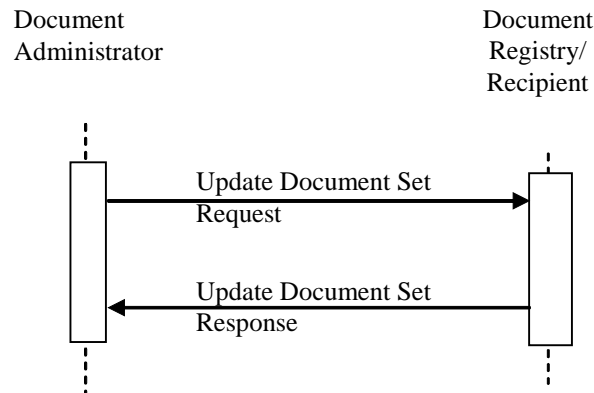 Document
Administrator
Document
Registry/
Recipient
Update Document Set
Request
Update Document Set
Response